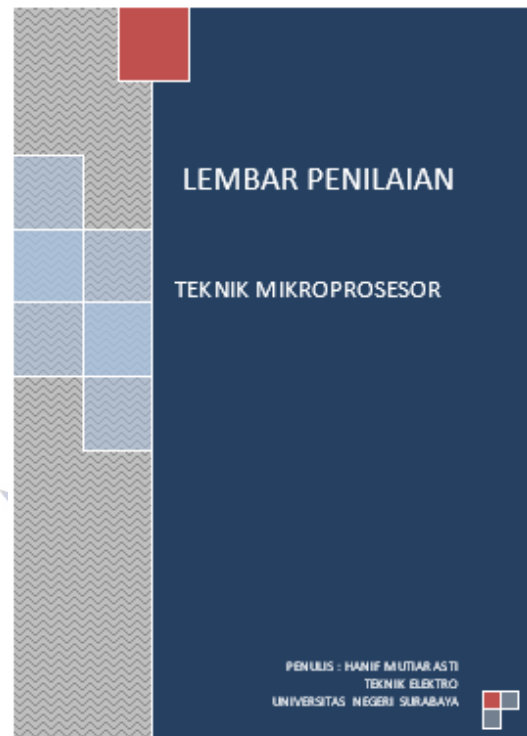 LEMBAR PENILAIAN
TEKNIK MIKROPROSESOR
PENULIS : HANIF MUTIARASTI
TEKNIK ELEKTRO
UNIVERSITAS NEGERI SURABAYA